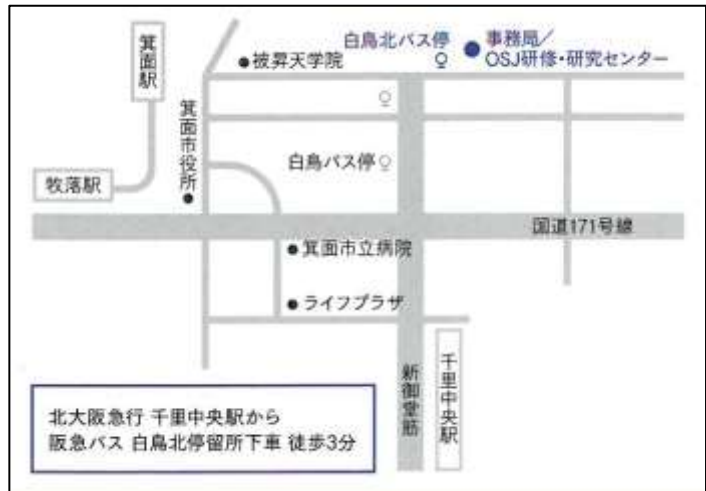 白鳥北バス停
事務局/
OSJ研修・研究センター
被昇天学院
箕面駅
箕面市役所
牧落駅
白鳥バス停
国道171号線
箕面市立病院
ライフプラザ
新御堂筋
千里中央駅
北大阪急行 千里中央駅から
阪急バス 白鳥北停留所下車 徒歩3分